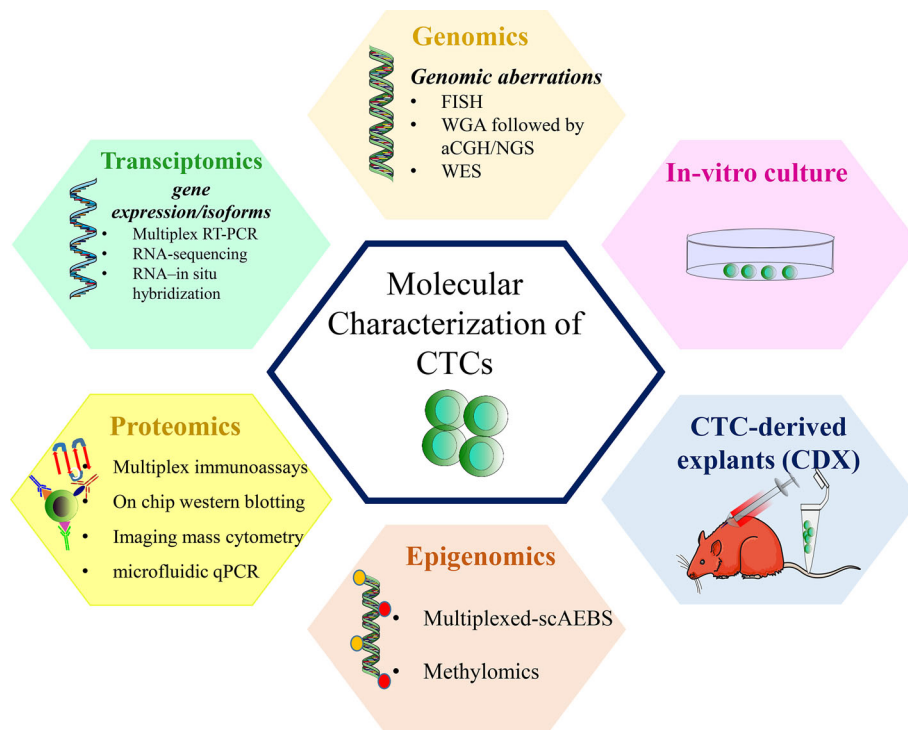 Genomics
Genomic aberrations
• FISH
• WGA followed by
aCGH/NGS
• WES
Transciptomics
gene
expression/isoforms
• Multiplex RT-PCR
• RNA-sequencing
• RNA–in situ
hybridization
In-vitro culture
Molecular
Characterization of
CTCs
Proteomics
• Multiplex immunoassays
• On chip western blotting
• Imaging mass cytometry
• microfluidic qPCR
CTC-derived
explants (CDX)
Epigenomics
• Multiplexed-scAEBS
• Methylomics